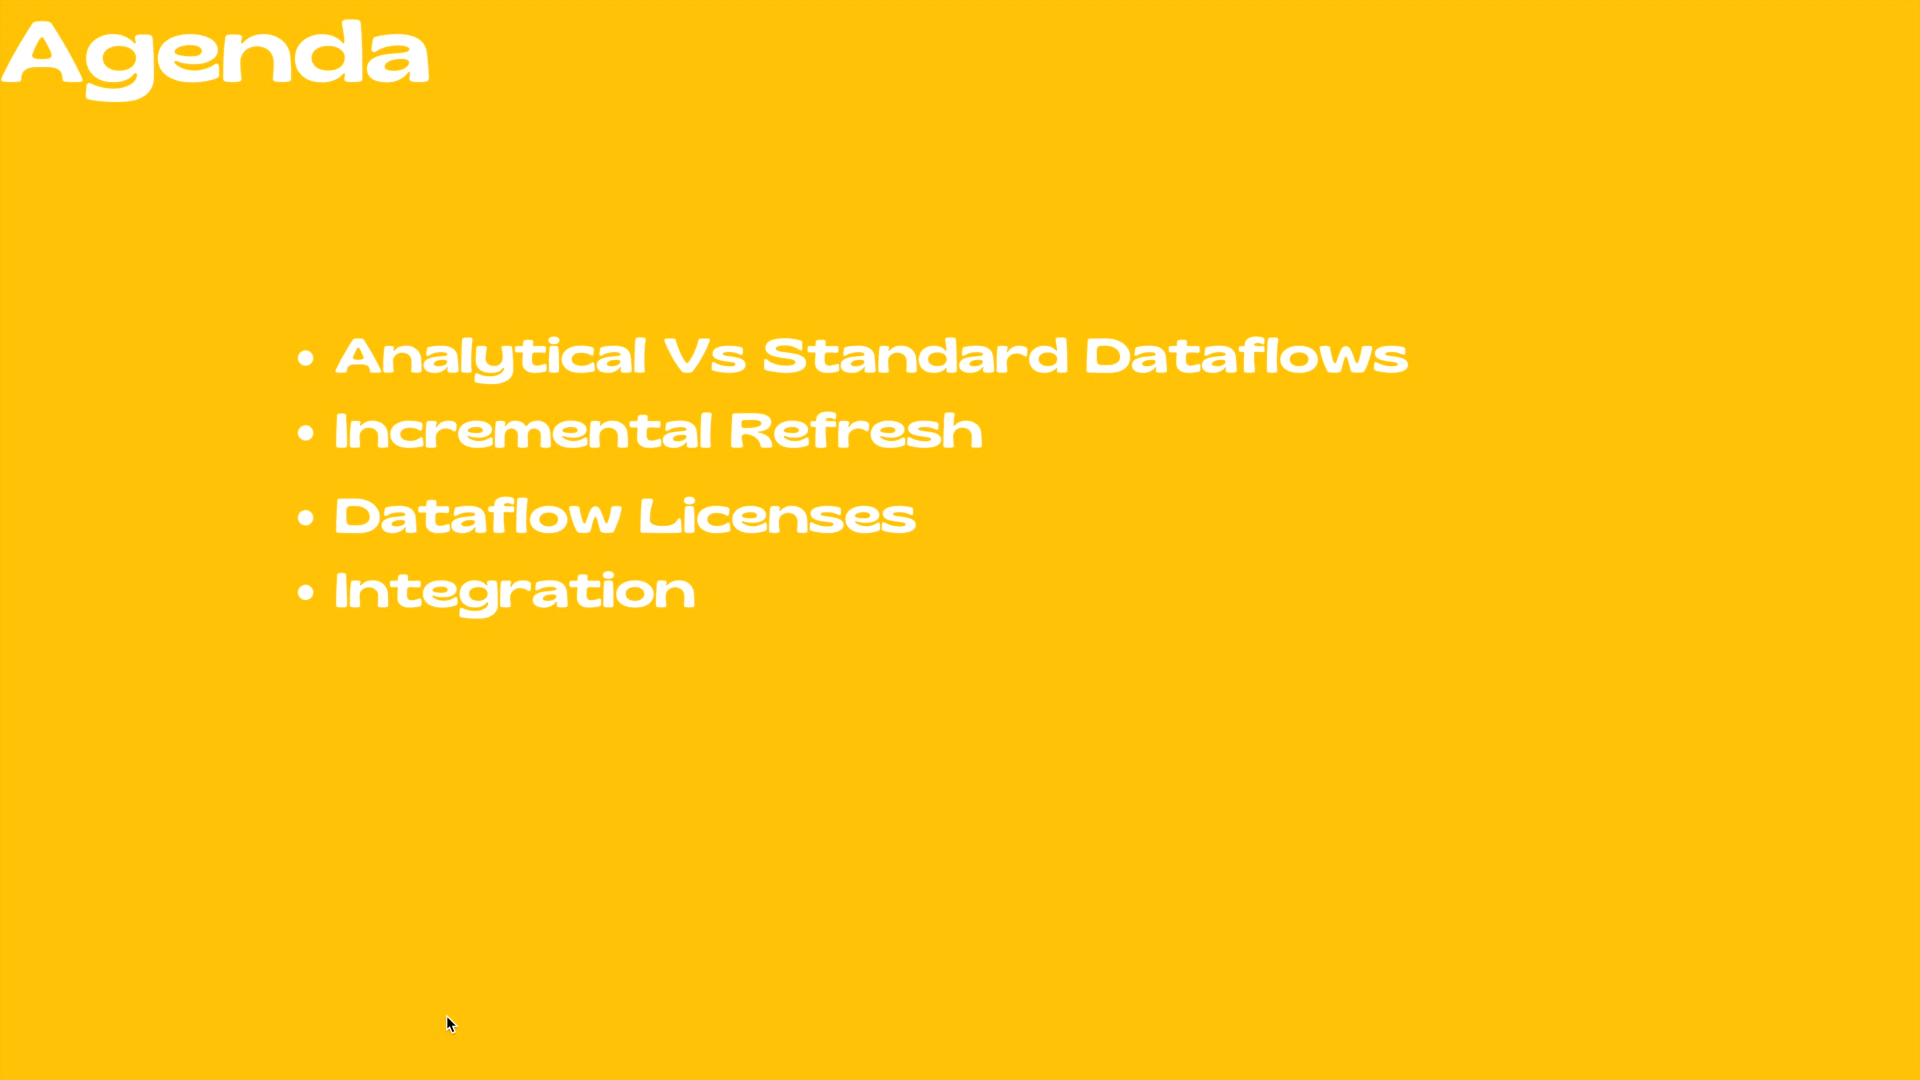 Agenda
• Analytical Vs Standard Dataflows
• Incremental Refresh
• Dataflow Licenses
• Integration